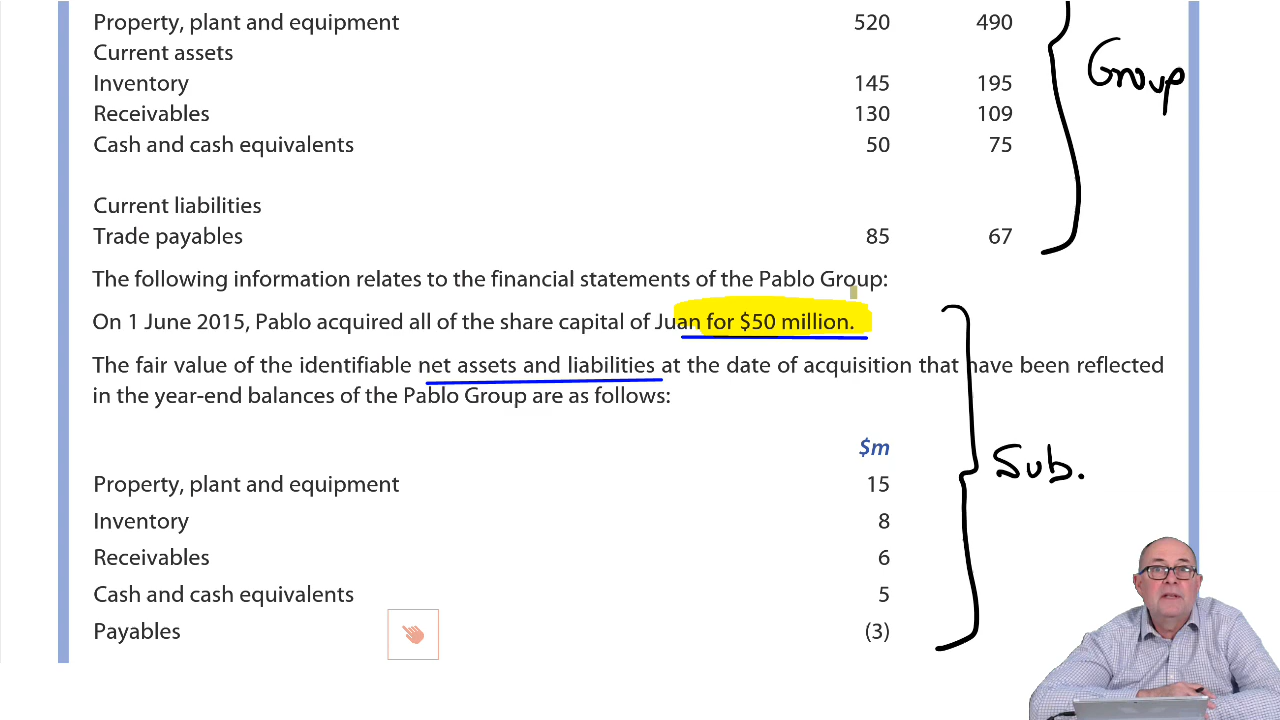 Property, plant and equipment 520 490
Current assets
Group
Inventory 145 195
Receivables 130 109
Cash and cash equivalents 50 75
Current liabilities
Trade payables 85 67
The following information relates to the financial statements of the Pablo Group:
On 1 June 2015, Pablo acquired all of the share capital of Juan for $50 million.
The fair value of the identifiable net assets and liabilities at the date of acquisition that have been reflected
in the year-end balances of the Pablo Group are as follows:
$m
Sub.
Property, plant and equipment 15
Inventory 8
Receivables 6
Cash and cash equivalents 5
Payables (3)